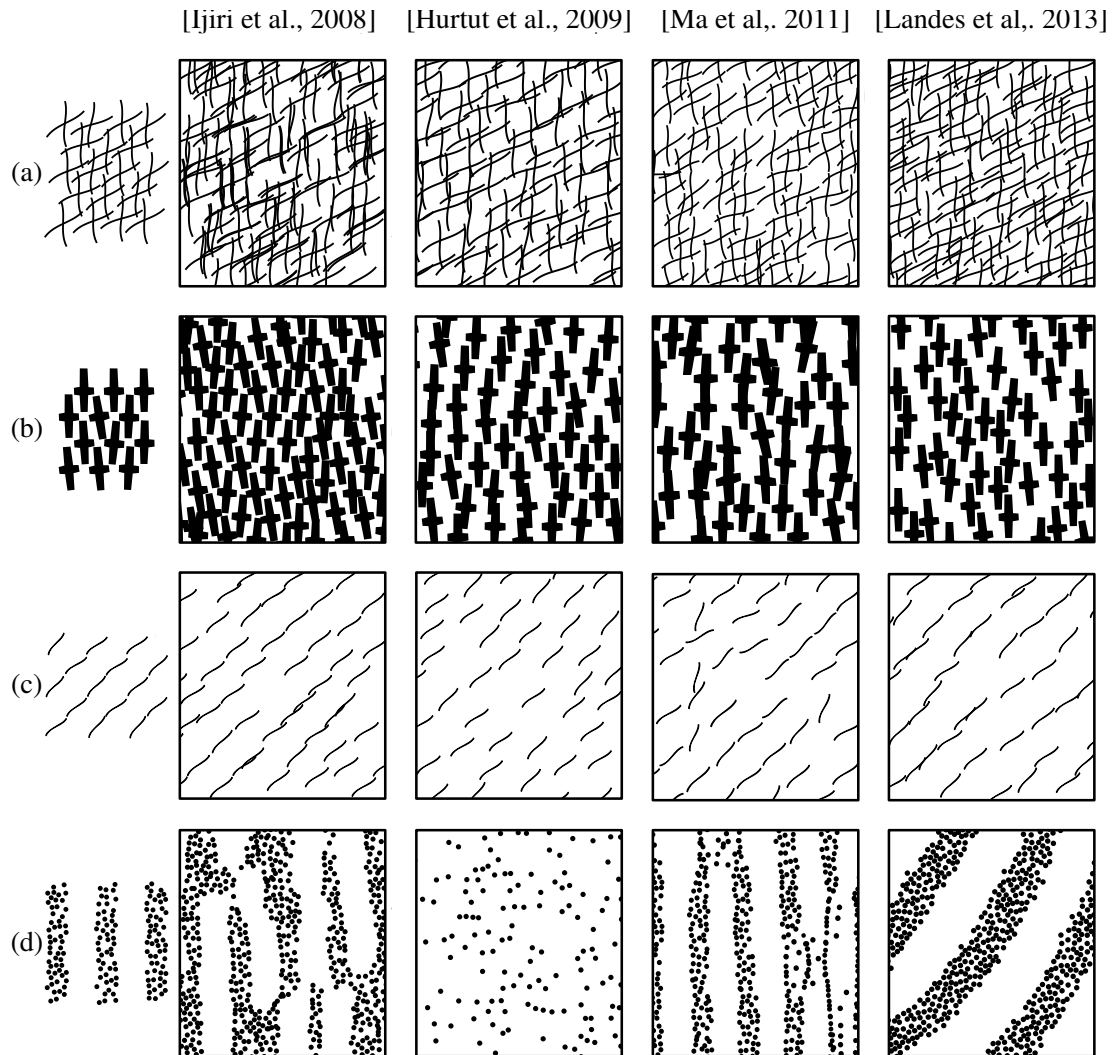 [Ijiri et al., 2008] [Hurtut et al., 2009] [Ma et al,. 2011] [Landes et al,. 2013]
(a)
(b)
(c)
(d)